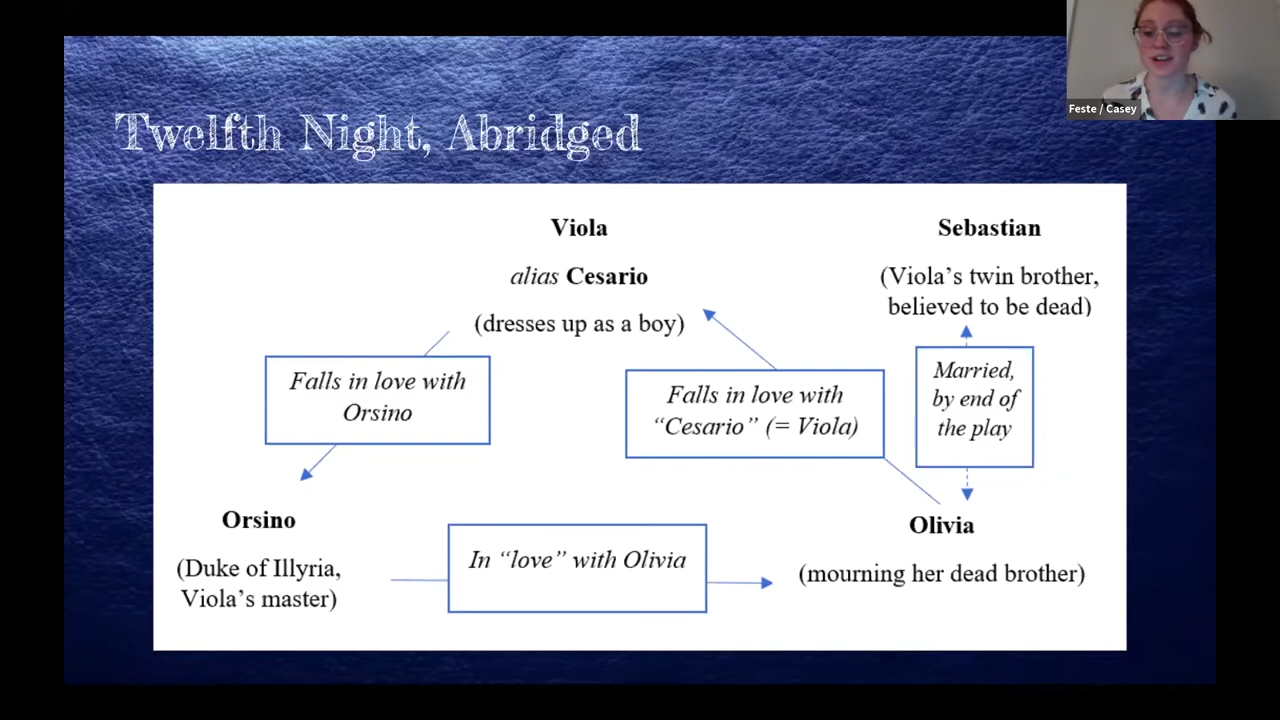 Feste / Casey
Twelfth Night, Abridged
Viola
alias Cesario
(dresses up as a boy)
Sebastian
(Viola’s twin brother,
believed to be dead)
Falls in love with
Orsino
Falls in love with
“Cesario” (= Viola)
Married,
by end of
the play
Orsino
(Duke of Illyria,
Viola’s master)
In “love” with Olivia
Olivia
(mourning her dead brother)